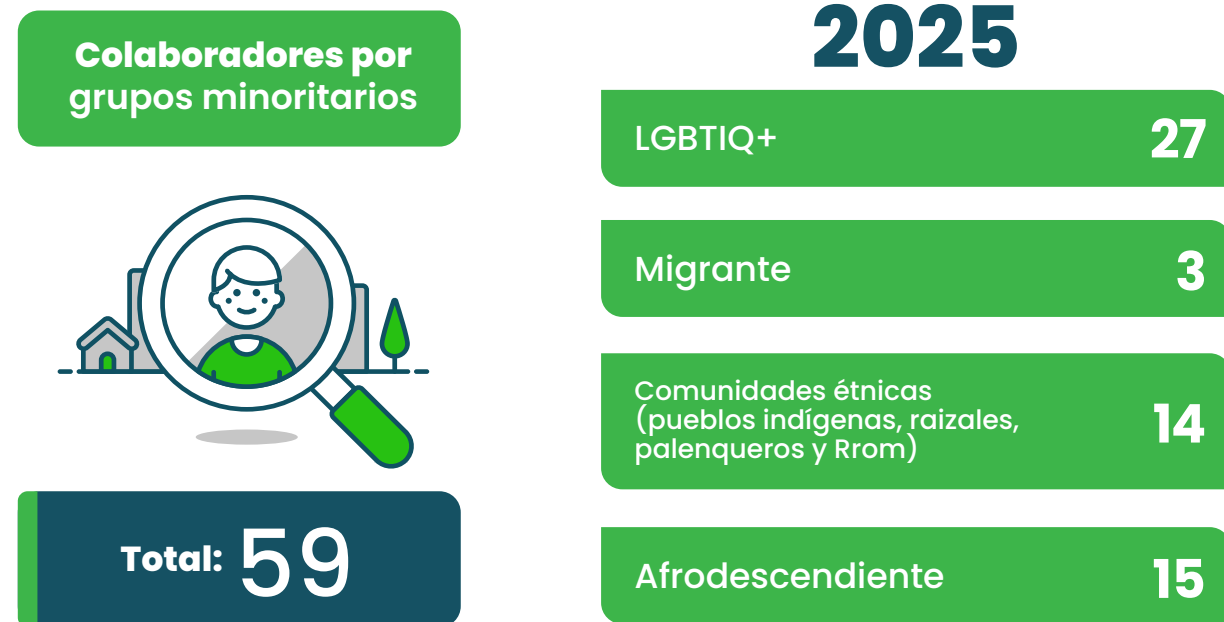 Colaboradores por
grupos minoritarios
Total: 59
2025
LGBTIQ+ 27
Migrante 3
Comunidades étnicas
(pueblos indígenas, raizales,
palenqueros y Rrom)
14
Afrodescendiente 15